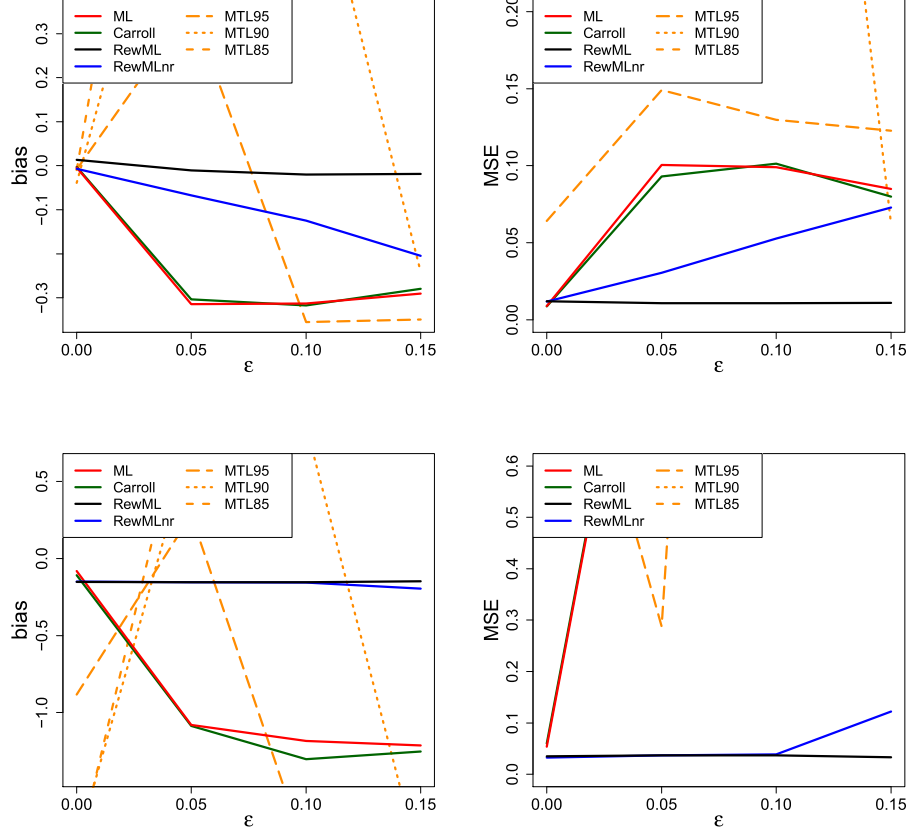 ML MTL95
Carroll MTL90
RewML MTL85
RewMLnr
bias
0.3
0.2
0.1
0.0
−0.1
−0.3
0.00 0.05 0.10 0.15
ε
ML MTL95
Carroll MTL90
RewML MTL85
RewMLnr
MSE
0.20
0.15
0.10
0.05
0.00
0.00 0.05 0.10 0.15
ε
ML MTL95
Carroll MTL90
RewML MTL85
RewMLnr
bias
0.5
0.0
−0.5
−1.0
0.00 0.05 0.10 0.15
ε
ML MTL95
Carroll MTL90
RewML MTL85
RewMLnr
MSE
0.6
0.5
0.4
0.3
0.2
0.1
0.0
0.00 0.05 0.10 0.15
ε